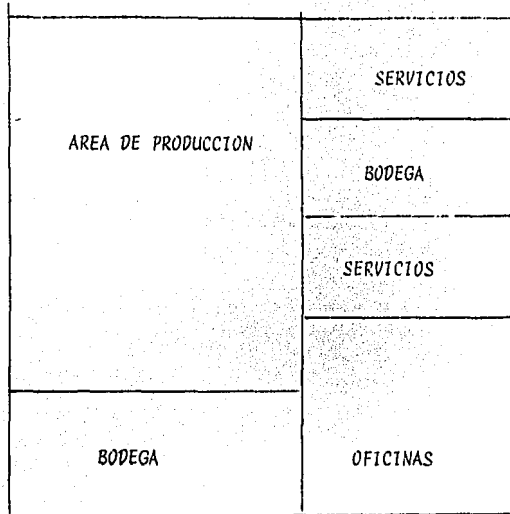 SERVICIOS
AREA DE PRODUCCION
BODEGA
SERVICIOS
BODEGA
OFICINAS